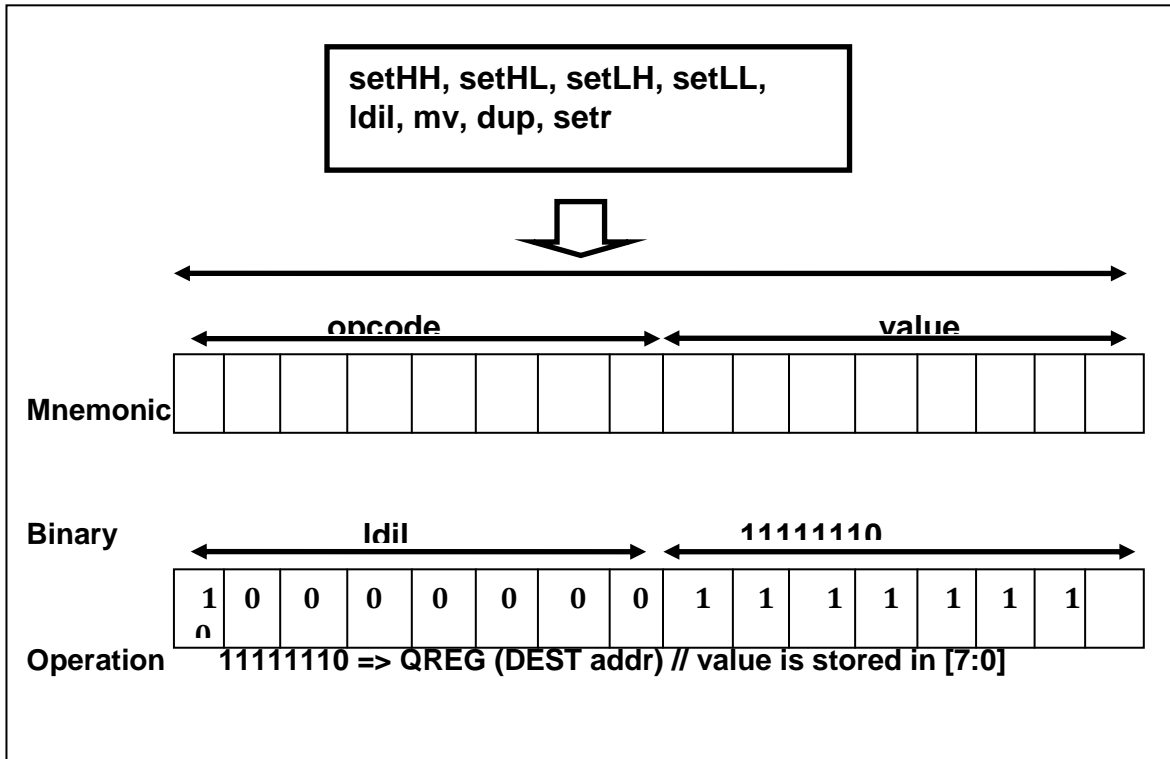 setHH, setHL, setLH, setLL,
ldil, mv, dup, setr
opcode value
Mnemonic
Binary ldil 11111110
1 0 0 0 0 0 0 0 1 1 1 1 1 1 1
0
Operation 11111110 => QREG (DEST addr) // value is stored in [7:0]